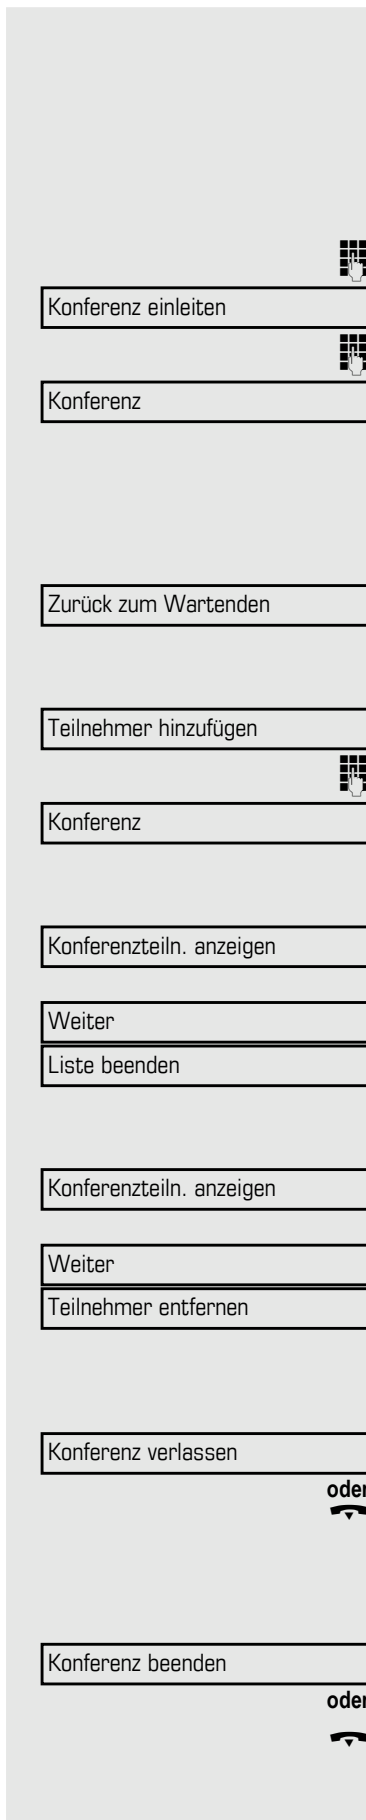 Konferenz einleiten
Konferenz
Zurück zum Wartenden
Teilnehmer hinzufügen
Konferenz
Konferenzteiln. anzeigen
Weiter
Liste beenden
Konferenzteiln. anzeigen
Weiter
Teilnehmer entfernen
Konferenz verlassen
oder
Konferenz beenden
oder